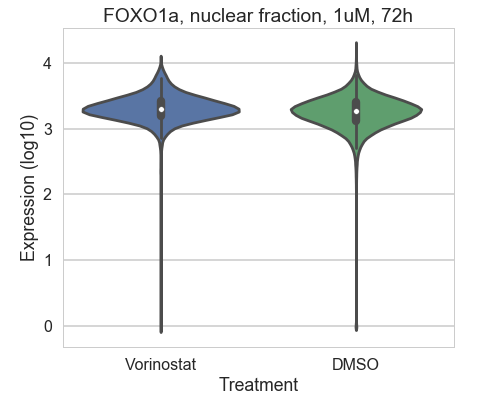 FOXO1a, nuclear fraction, 1uM, 72h
Expression (log10)
4
3
2
1
0
Vorinostat DMSO
Treatment